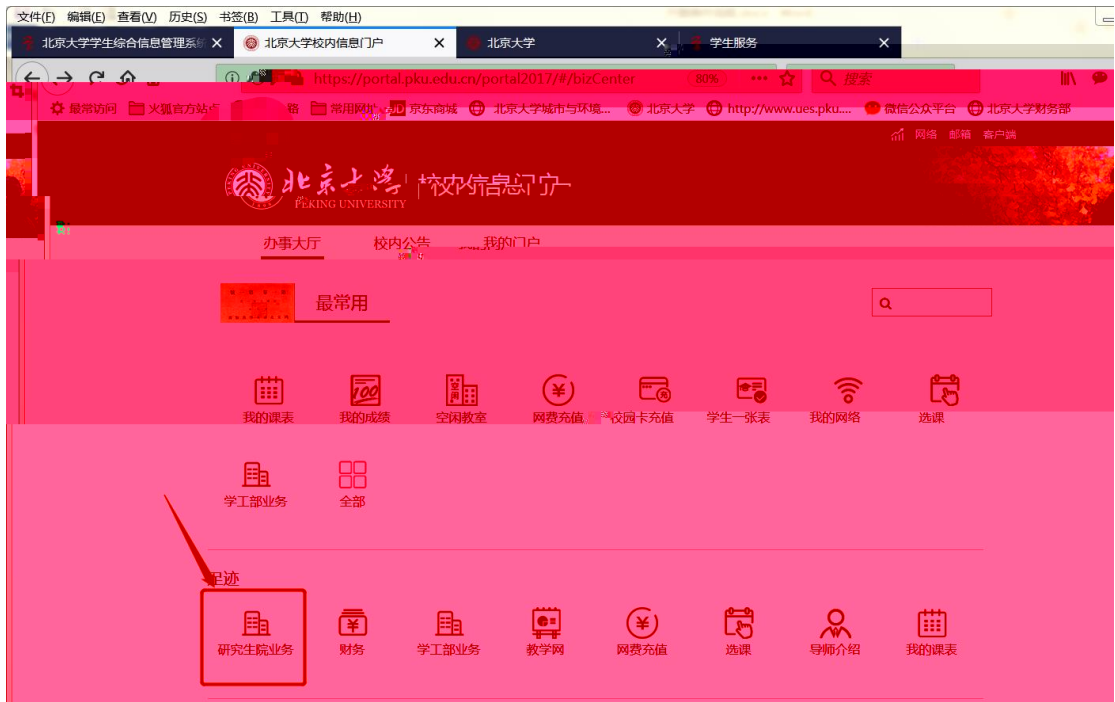 文件(F) 编辑(E) 查看(V) 历史(S) 书签(B) 工具(T) 帮助(H)
北京大学学生综合信息管理系统 北京大学校内信息门户 北京大学 学生服务
https://portal.pku.edu.cn/portal2017/#/bizCenter 80% 搜索
最常访问 火狐官方站点 常用网址 JD 京东商城 北京大学城市与环境... 北京大学 http://www.ues.pku.... 微信公众平台 北京大学财务部
网络 邮箱 客户端
北京大学 校内信息门户
PEKING UNIVERSITY
办事大厅 校内公告 我的门户
最常用
100 空闲
我的课表 我的成绩 空闲教室 网费充值 校园卡充值 学生一张表 我的网络 选课
学工部业务 全部
足迹
研究生院业务 财务 学工部业务 教学网 网费充值 选课 导师介绍 我的课表